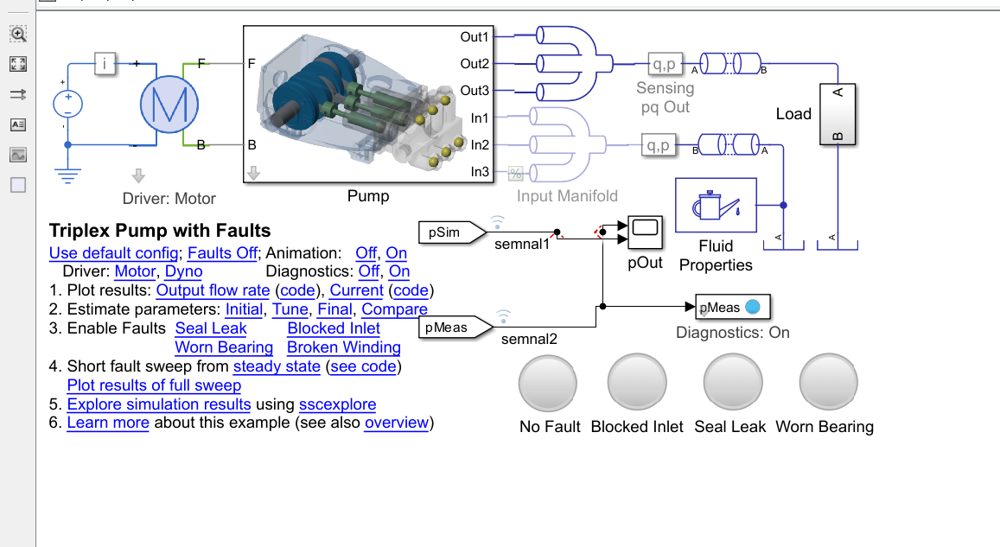 i
+
F
F
+
+
-
M
-
B
B
Driver: Motor
Out1
Out2
Out3
In1
In2
In3
%
Pump
Input Manifold
q,p
Sensing
pq Out
A
B
q,p
B
A
Load
A
B
A
A
Fluid
Properties
Triplex Pump with Faults
Use default config; Faults Off; Animation: Off, On
Driver: Motor, Dyno Diagnostics: Off, On
1. Plot results: Output flow rate (code), Current (code)
2. Estimate parameters: Initial, Tune, Final, Compare
3. Enable Faults Seal Leak Blocked Inlet
Worn Bearing Broken Winding
4. Short fault sweep from steady state (see code)
Plot results of full sweep
5. Explore simulation results using sscexplore
6. Learn more about this example (see also overview)
pSim
semnal1
pOut
pMeas
semnal2
pMeas
Diagnostics: On
No Fault Blocked Inlet Seal Leak Worn Bearing